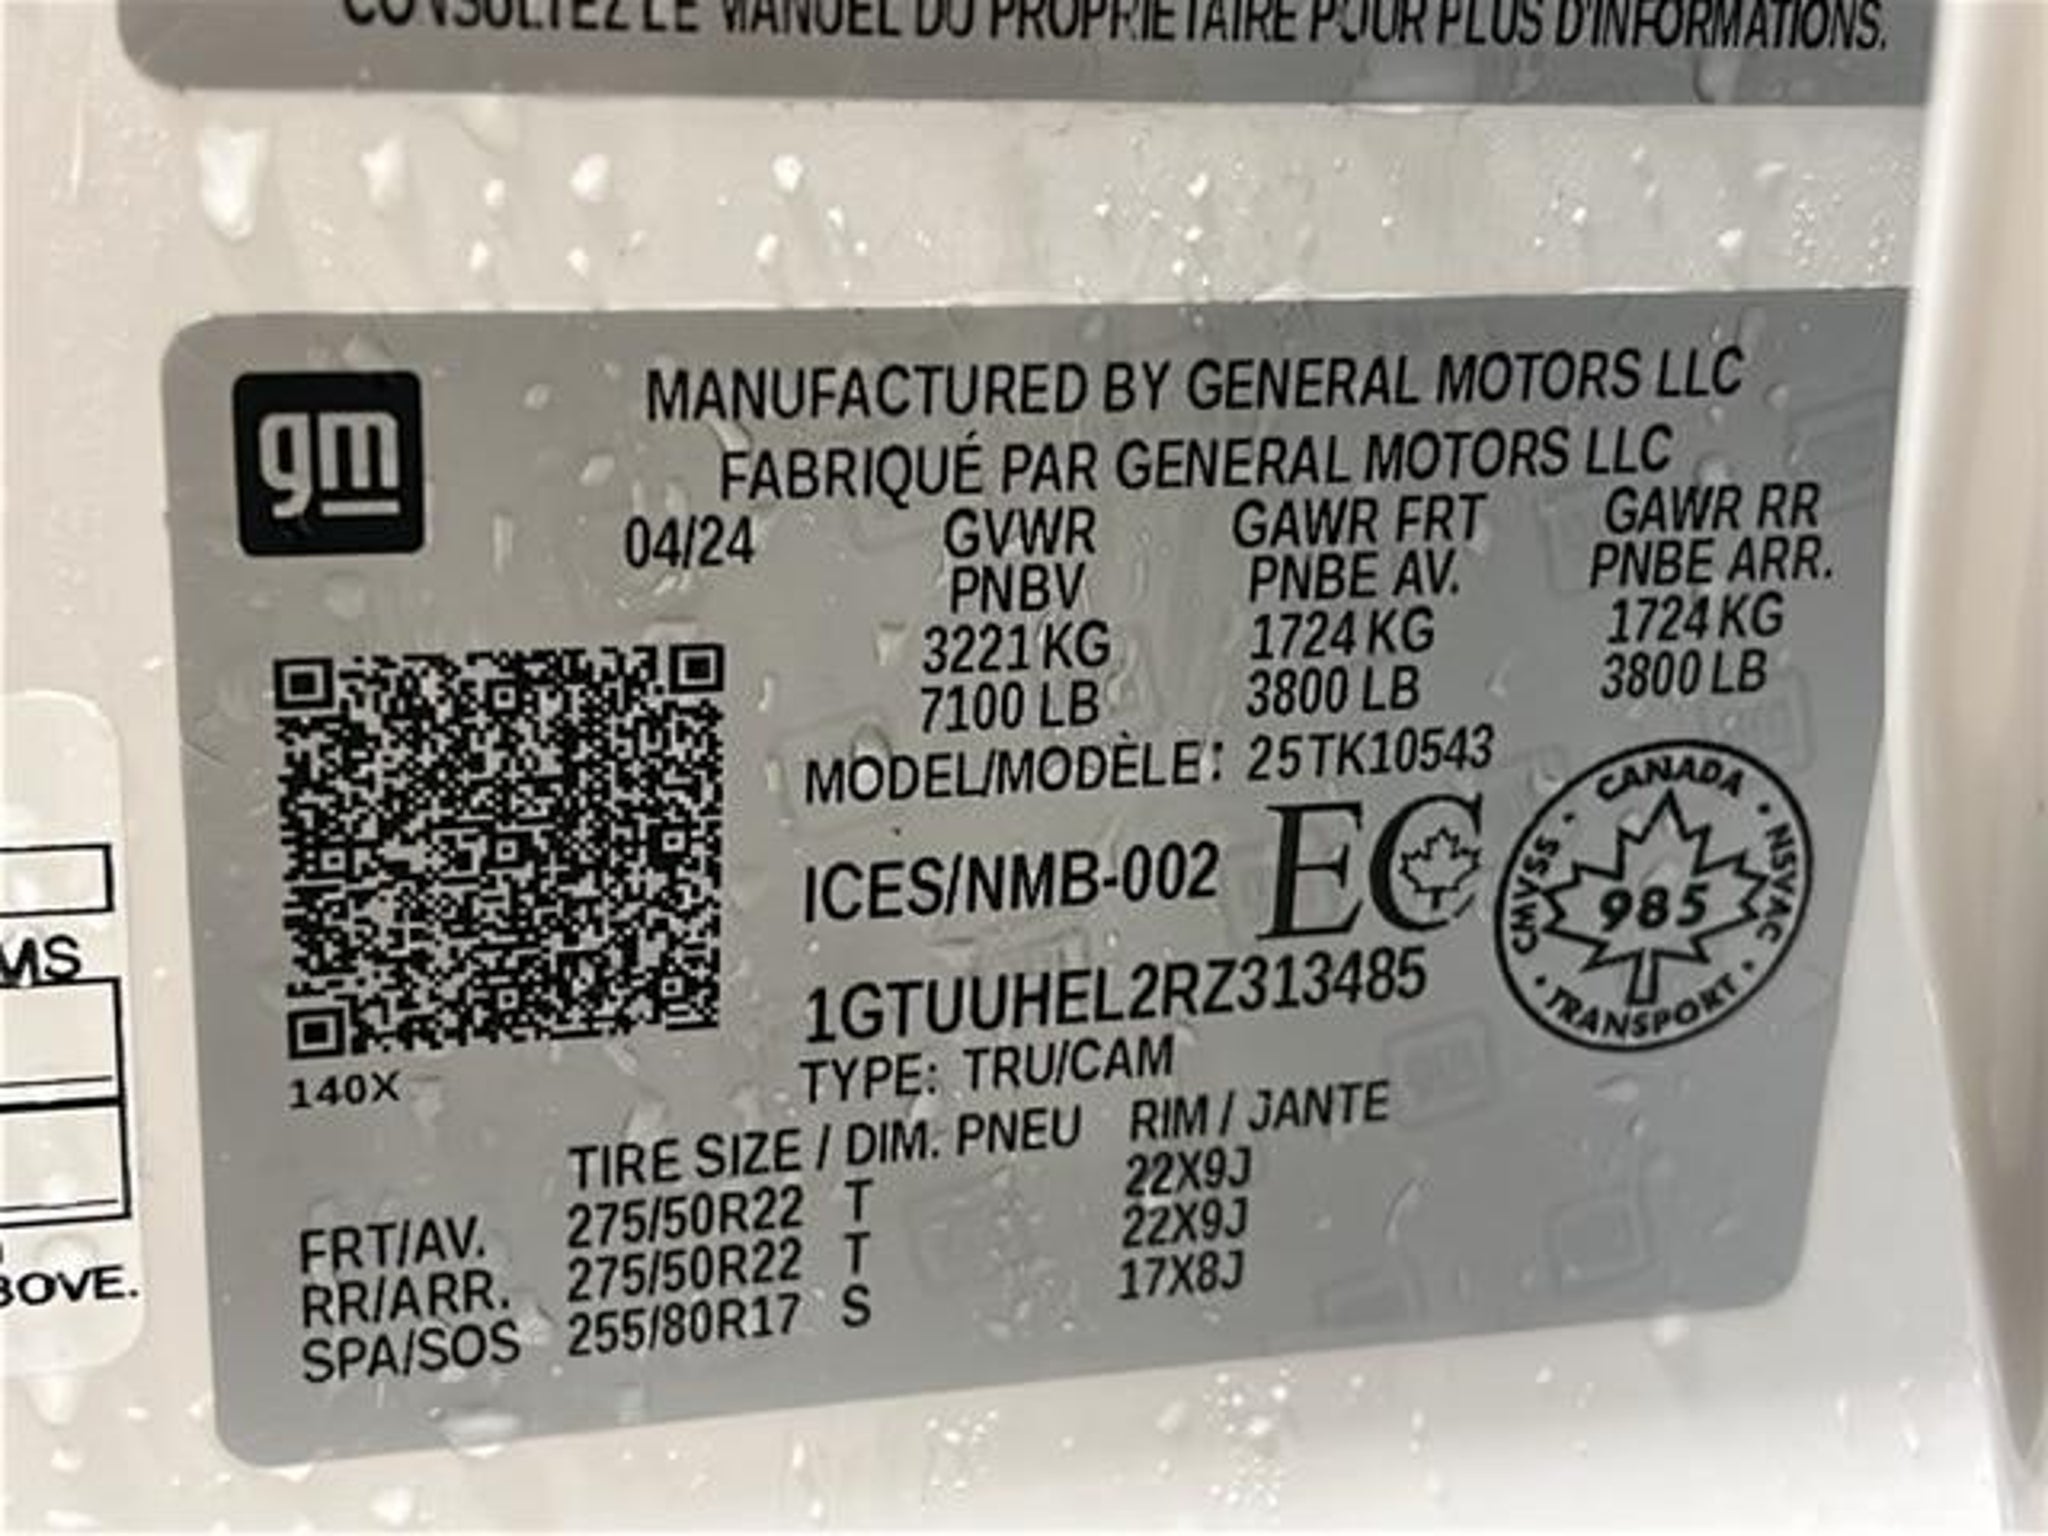 CONSULTEZ LE MANUEL DU PROPRIÉTAIRE POUR PLUS D'INFORMATIONS.
gm
MANUFACTURED BY GENERAL MOTORS LLC
FABRIQUÉ PAR GENERAL MOTORS LLC
04/24 GVWR GAWR FRT GAWR RR
PNBV PNBE AV. PNBE ARR.
3221 KG 1724 KG 1724 KG
7100 LB 3800 LB 3800 LB
MODEL/MODÈLE: 25TK10543
ICES/NMB-002 EC
CANADA
CMVSS · NSVAC
985
TRANSPORT
1GTUUHEL2RZ313485
TYPE: TRU/CAM
140X
TIRE SIZE / DIM. PNEU RIM / JANTE
FRT/AV. 275/50R22 T 22X9J
RR/ARR. 275/50R22 T 22X9J
SPA/SOS 255/80R17 S 17X8J
MS
BOVE.